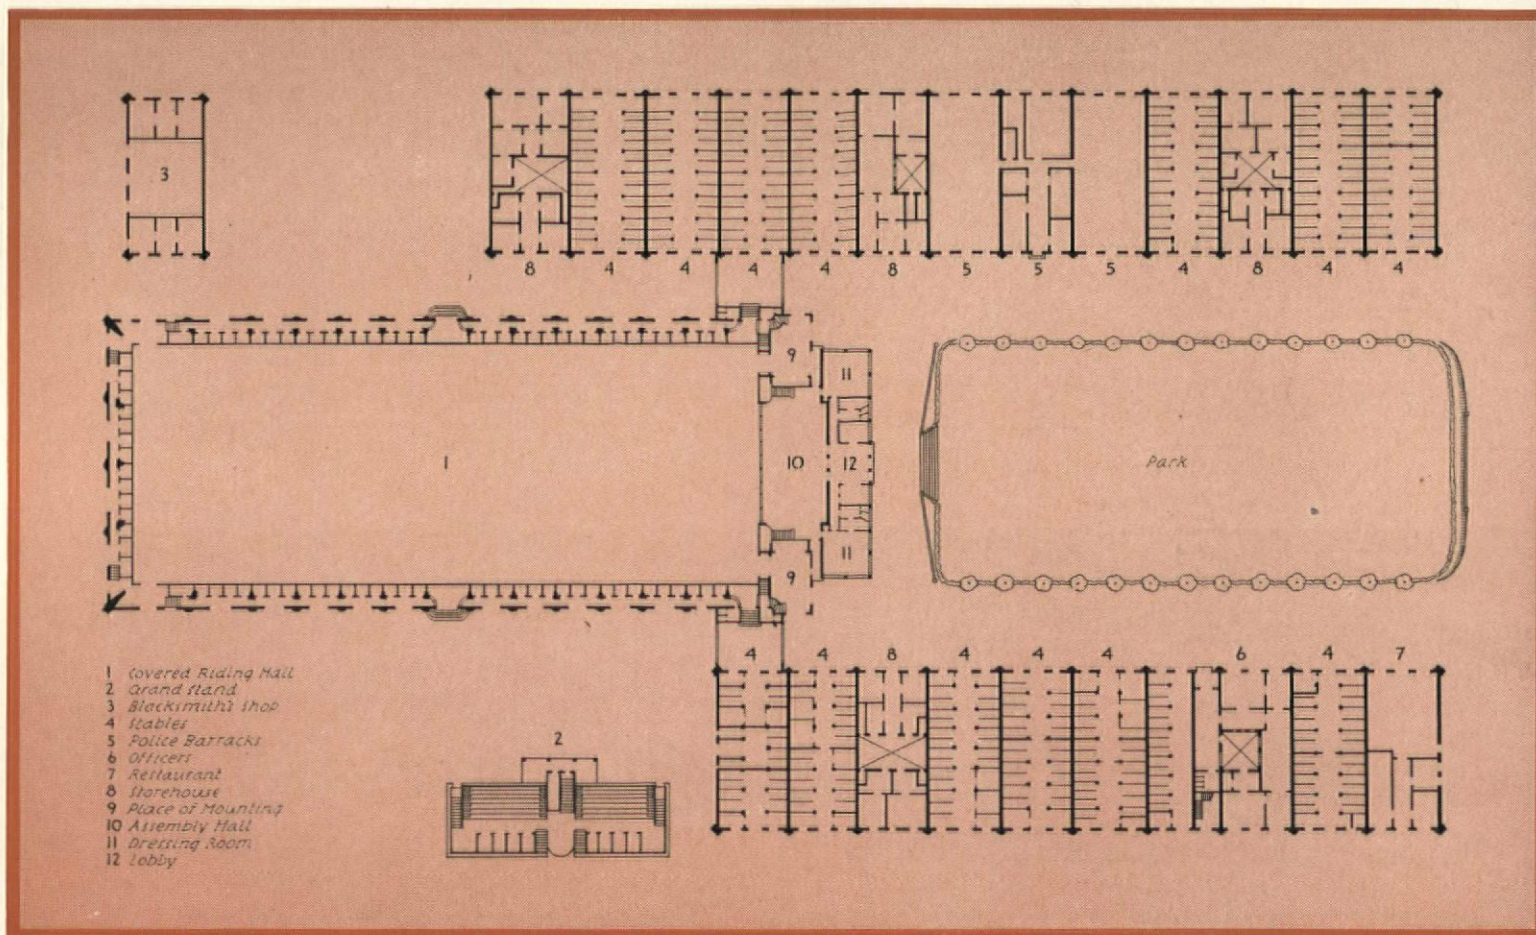 3
8 4 4 4 4 8 5 5 5 4 8 4 4
9
11
1
10 12
Park
11
9
4 4 8 4 4 4 6 4 7
1 Covered Riding Hall
2 Grand Stand
3 Blacksmith's Shop
4 Stables
5 Police Barracks
6 Officers
7 Restaurant
8 Storehouse
9 Place of Mounting
10 Assembly Hall
11 Dressing Room
12 Lobby
2